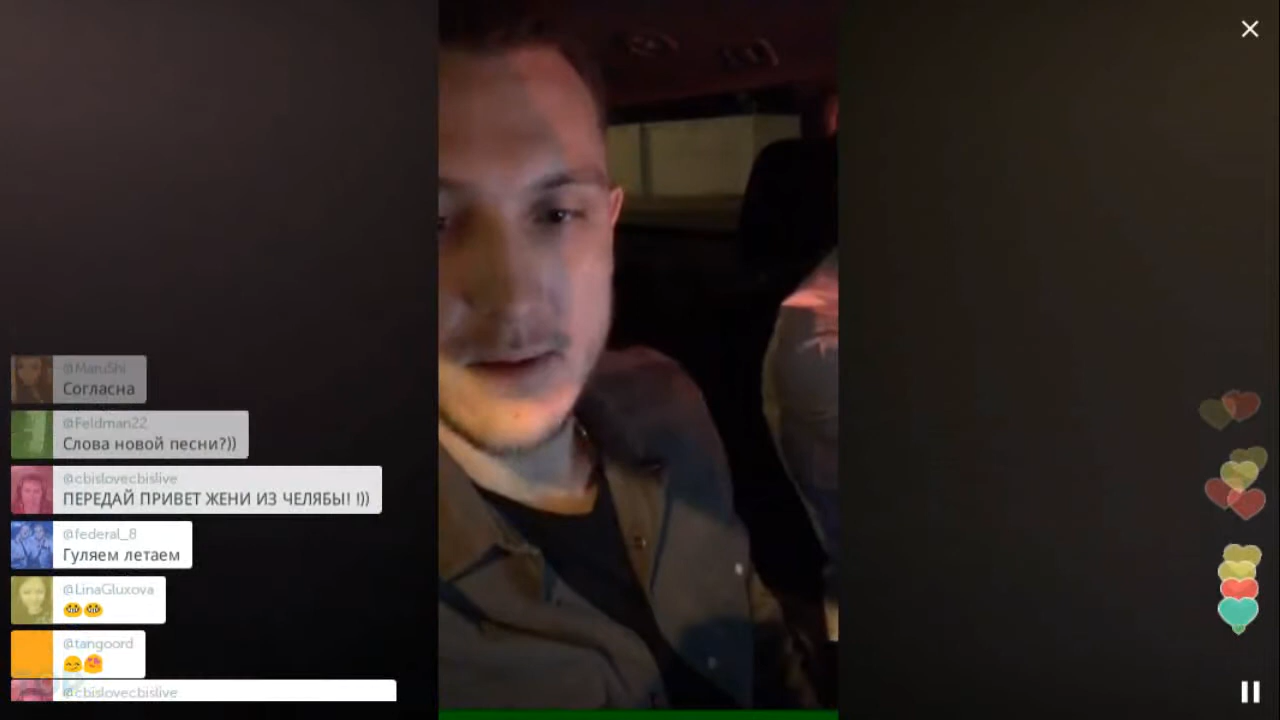 @MaruShi
Согласна
@Feldman22
Слова новой песни?))
@cbislovecbislive
ПЕРЕДАЙ ПРИВЕТ ЖЕНИ ИЗ ЧЕЛЯБЫ! !))
@federal_8
Гуляем летаем
@LinaGluxova
@tangoord
@cbislovecbislive